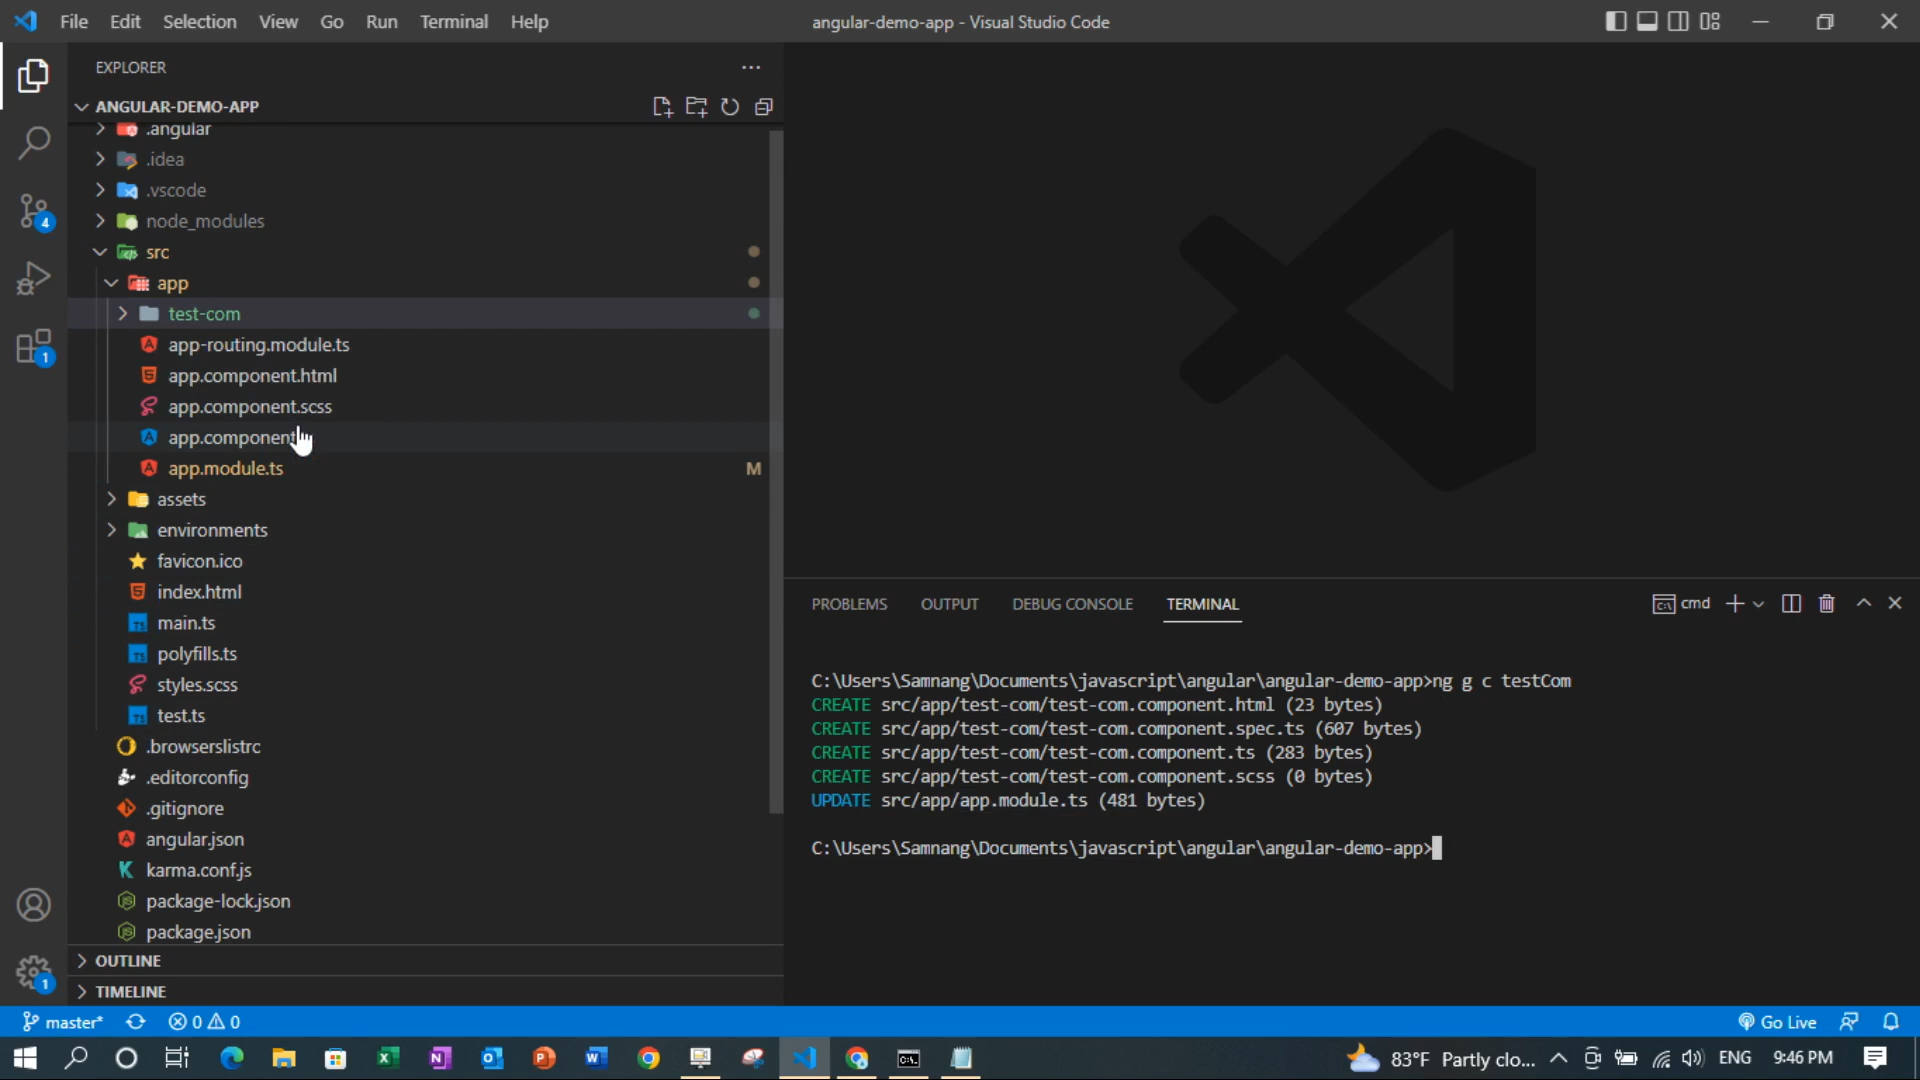 File Edit Selection View Go Run Terminal Help
angular-demo-app - Visual Studio Code
EXPLORER
ANGULAR-DEMO-APP
.angular
.idea
.vscode
node_modules
src
app
test-com
app-routing.module.ts
app.component.html
app.component.scss
app.component
app.module.ts M
assets
environments
favicon.ico
index.html
main.ts
polyfills.ts
styles.scss
test.ts
.browserslistrc
.editorconfig
.gitignore
angular.json
karma.conf.js
package-lock.json
package.json
OUTLINE
TIMELINE
4
1
1
PROBLEMS OUTPUT DEBUG CONSOLE TERMINAL
cmd
C:\Users\Samnang\Documents\javascript\angular\angular-demo-app>ng g c testCom
CREATE src/app/test-com/test-com.component.html (23 bytes)
CREATE src/app/test-com/test-com.component.spec.ts (607 bytes)
CREATE src/app/test-com/test-com.component.ts (283 bytes)
CREATE src/app/test-com/test-com.component.scss (0 bytes)
UPDATE src/app/app.module.ts (481 bytes)
C:\Users\Samnang\Documents\javascript\angular\angular-demo-app>
master* 0 0
Go Live
83°F Partly clo... ENG 9:46 PM